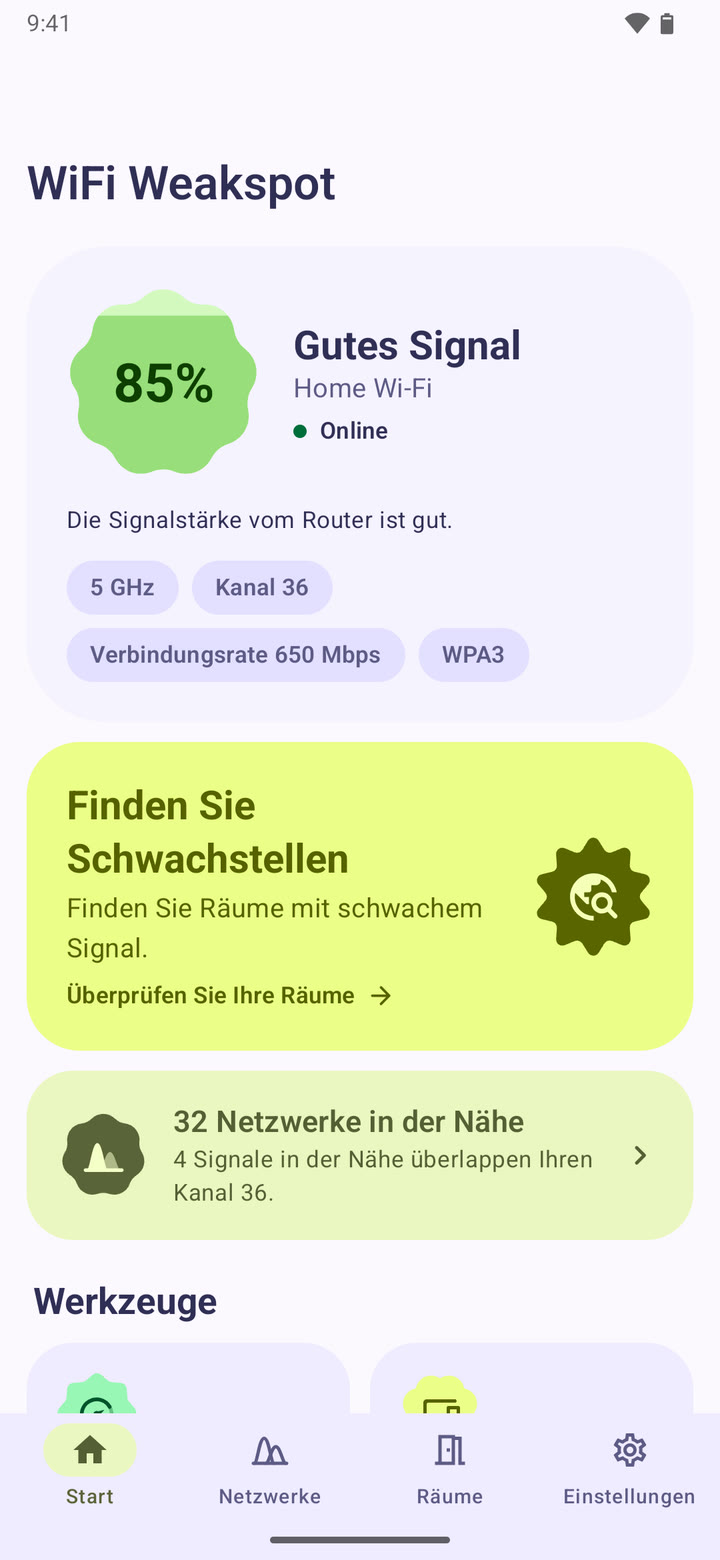 9:41
WiFi Weakspot
85%
Gutes Signal
Home Wi-Fi
Online
Die Signalstärke vom Router ist gut.
5 GHz
Kanal 36
Verbindungsrate 650 Mbps
WPA3
Finden Sie
Schwachstellen
Finden Sie Räume mit schwachem
Signal.
Überprüfen Sie Ihre Räume
32 Netzwerke in der Nähe
4 Signale in der Nähe überlappen Ihren
Kanal 36.
Werkzeuge
Start
Netzwerke
Räume
Einstellungen